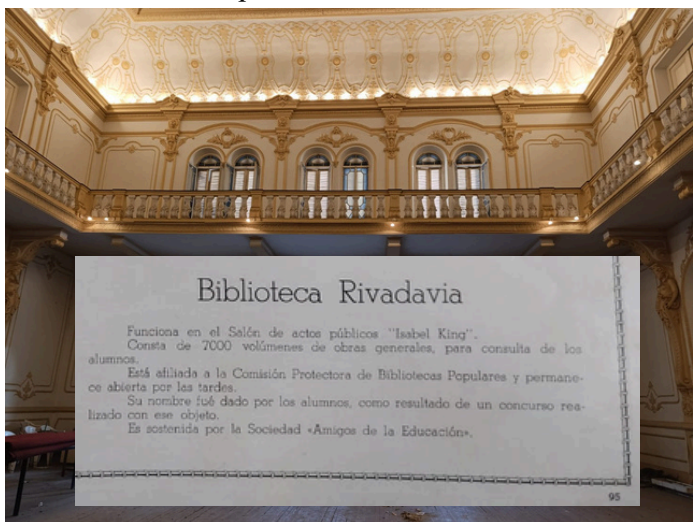 Biblioteca Rivadavia
Funciona en el Salón de actos públicos "Isabel King".
Consta de 7000 volúmenes de obras generales, para consulta de los
alumnos.
Está afiliada a la Comisión Protectora de Bibliotecas Populares y permane-
ce abierta por las tardes.
Su nombre fué dado por los alumnos, como resultado de un concurso rea-
lizado con ese objeto.
Es sostenida por la Sociedad «Amigos de la Educación».
95